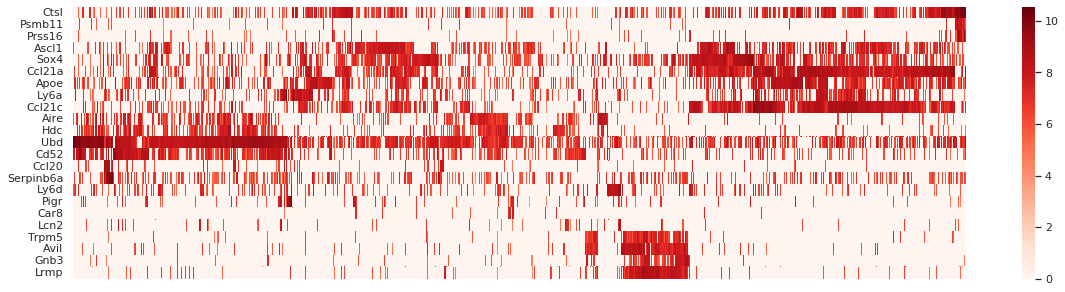 Ctsl
Psmb11
Prss16
Ascl1
Sox4
Ccl21a
Apoe
Ly6a
Ccl21c
Aire
Hdc
Ubd
Cd52
Ccl20
Serpinb6a
Ly6d
Pigr
Car8
Lcn2
Trpm5
Avil
Gnb3
Lrmp
10
8
6
4
2
0